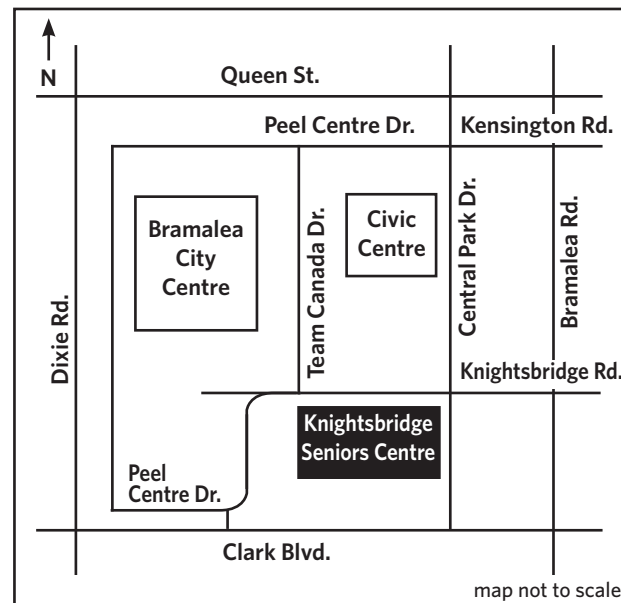 N
Queen St.
Peel Centre Dr.
Kensington Rd.
Bramalea
City
Centre
Team Canada Dr.
Civic
Centre
Central Park Dr.
Bramalea Rd.
Dixie Rd.
Knightsbridge Rd.
Knightsbridge
Seniors Centre
Peel
Centre Dr.
Clark Blvd.
map not to scale